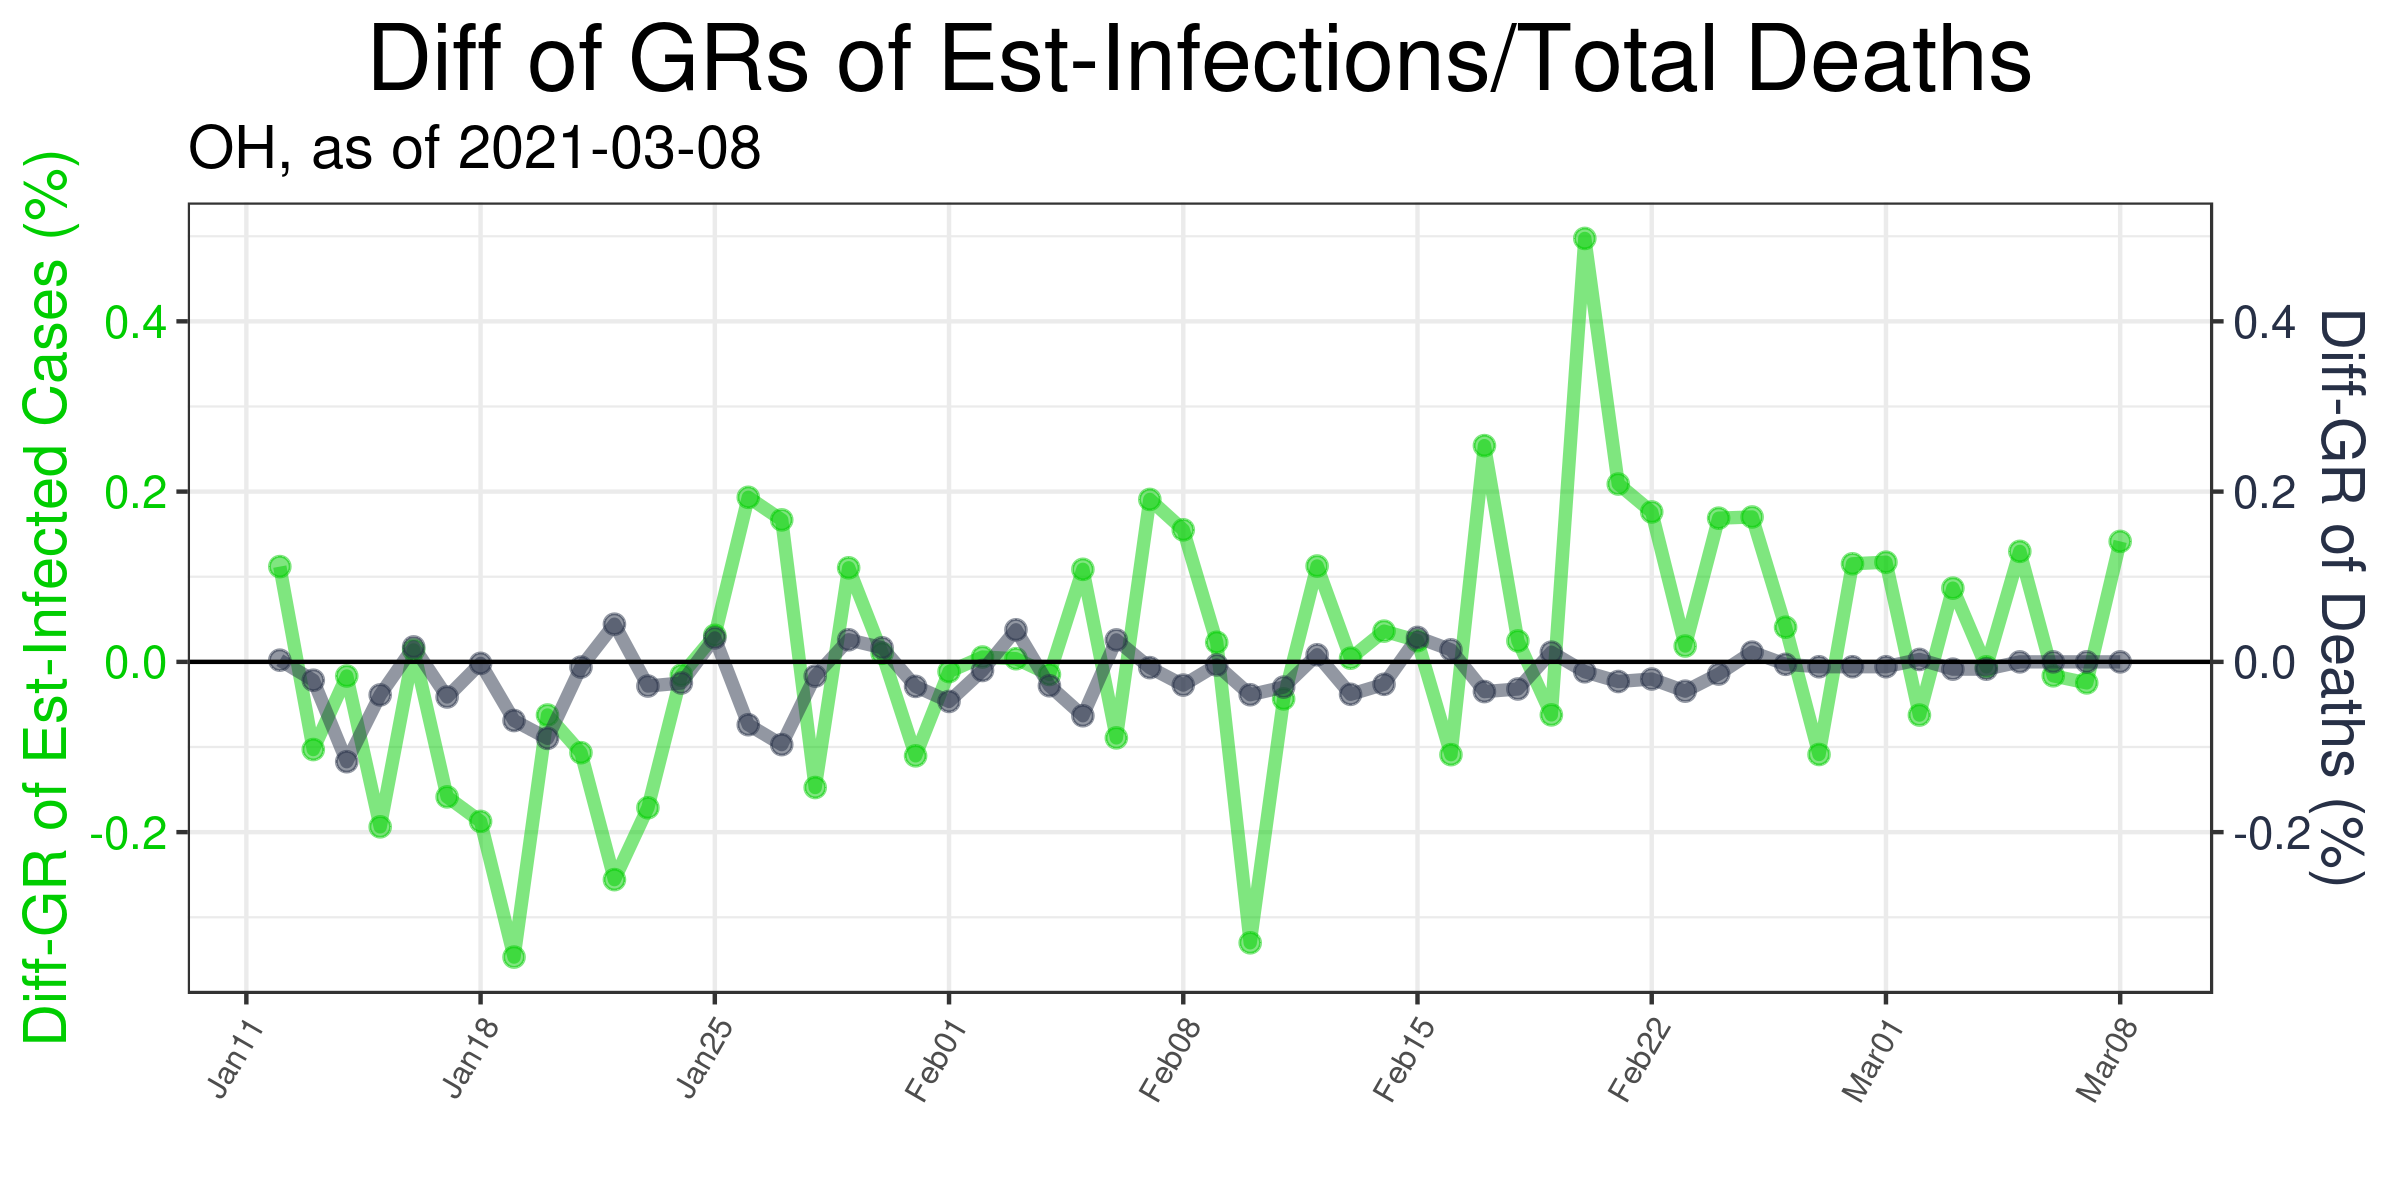 Diff of GRs of Est-Infections/Total Deaths
OH, as of 2021-03-08
Diff-GR of Est-Infected Cases (%)
0.4
0.2
0.0
-0.2
0.4
0.2
0.0
-0.2
Diff-GR of Deaths (%)
Jan11
Jan18
Jan25
Feb01
Feb08
Feb15
Feb22
Mar01
Mar08